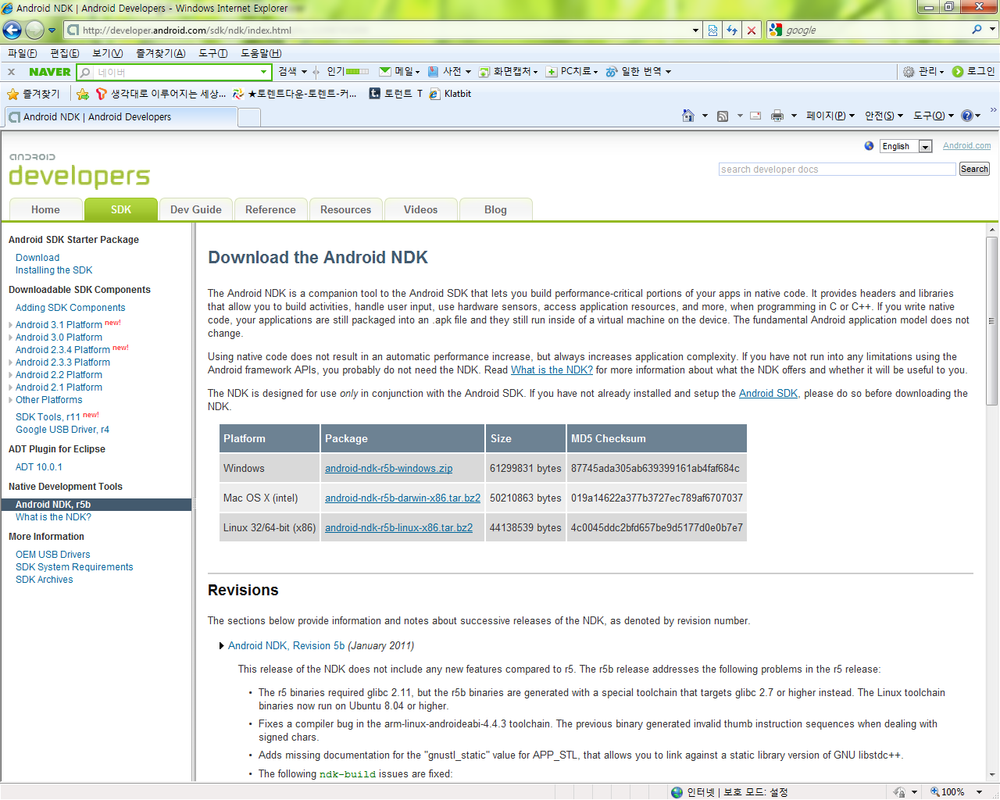 Android NDK | Android Developers - Windows Internet Explorer
http://developer.android.com/sdk/ndk/index.html
google
파일(F) 편집(E) 보기(V) 즐겨찾기(A) 도구(T) 도움말(H)
x NAVER 네이버 검색 인기 메일 사전 화면캡처 PC치료 일한 번역 관리 로그인
즐겨찾기 생각대로 이루어지는 세상... ★토렌트다운-토렌트-커... 토런트 T Klatbit
Android NDK | Android Developers
페이지(P) 안전(S) 도구(O)
English Android.com
android
developers
search developer docs Search
Home SDK Dev Guide Reference Resources Videos Blog
Android SDK Starter Package
Download
Installing the SDK
Downloadable SDK Components
Adding SDK Components
Android 3.1 Platform new!
Android 3.0 Platform
Android 2.3.4 Platform new!
Android 2.3.3 Platform
Android 2.2 Platform
Android 2.1 Platform
Other Platforms
SDK Tools, r11 new!
Google USB Driver, r4
ADT Plugin for Eclipse
ADT 10.0.1
Native Development Tools
Android NDK, r5b
What is the NDK?
More Information
OEM USB Drivers
SDK System Requirements
SDK Archives
Download the Android NDK
The Android NDK is a companion tool to the Android SDK that lets you build performance-critical portions of your apps in native code. It provides headers and libraries
that allow you to build activities, handle user input, use hardware sensors, access application resources, and more, when programming in C or C++. If you write native
code, your applications are still packaged into an .apk file and they still run inside of a virtual machine on the device. The fundamental Android application model does not
change.
Using native code does not result in an automatic performance increase, but always increases application complexity. If you have not run into any limitations using the
Android framework APIs, you probably do not need the NDK. Read What is the NDK? for more information about what the NDK offers and whether it will be useful to you.
The NDK is designed for use only in conjunction with the Android SDK. If you have not already installed and setup the Android SDK, please do so before downloading the
NDK.
Platform Package Size MD5 Checksum
Windows android-ndk-r5b-windows.zip 61299831 bytes 87745ada305ab639399161ab4faf684c
Mac OS X (intel) android-ndk-r5b-darwin-x86.tar.bz2 50210863 bytes 019a14622a377b3727ec789af6707037
Linux 32/64-bit (x86) android-ndk-r5b-linux-x86.tar.bz2 44138539 bytes 4c0045ddc2bfd657be9d5177d0e0b7e7
Revisions
The sections below provide information and notes about successive releases of the NDK, as denoted by revision number.
Android NDK, Revision 5b (January 2011)
This release of the NDK does not include any new features compared to r5. The r5b release addresses the following problems in the r5 release:
• The r5 binaries required glibc 2.11, but the r5b binaries are generated with a special toolchain that targets glibc 2.7 or higher instead. The Linux toolchain
binaries now run on Ubuntu 8.04 or higher.
• Fixes a compiler bug in the arm-linux-androideabi-4.4.3 toolchain. The previous binary generated invalid thumb instruction sequences when dealing with
signed chars.
• Adds missing documentation for the "gnustl_static" value for APP_STL, that allows you to link against a static library version of GNU libstdc++.
• The following ndk-build issues are fixed:
인터넷 | 보호 모드: 설정 100%